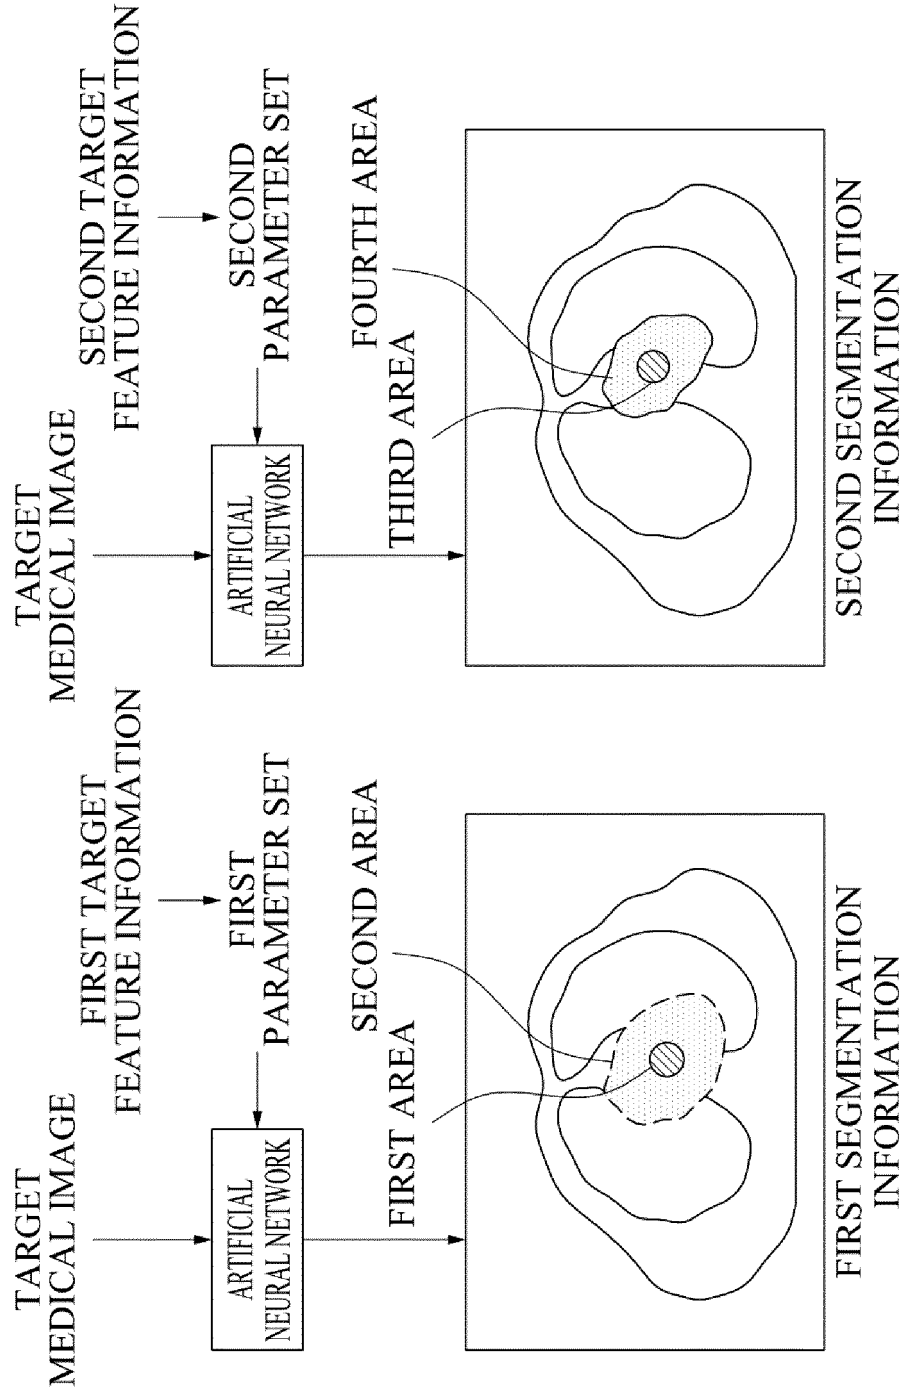 TARGET
MEDICAL IMAGE
FIRST TARGET
FEATURE INFORMATION
FIRST
PARAMETER SET
ARTIFICIAL
NEURAL NETWORK
FIRST AREA
SECOND AREA
FIRST SEGMENTATION
INFORMATION
TARGET
MEDICAL IMAGE
SECOND TARGET
FEATURE INFORMATION
SECOND
PARAMETER SET
ARTIFICIAL
NEURAL NETWORK
THIRD AREA
FOURTH AREA
SECOND SEGMENTATION
INFORMATION